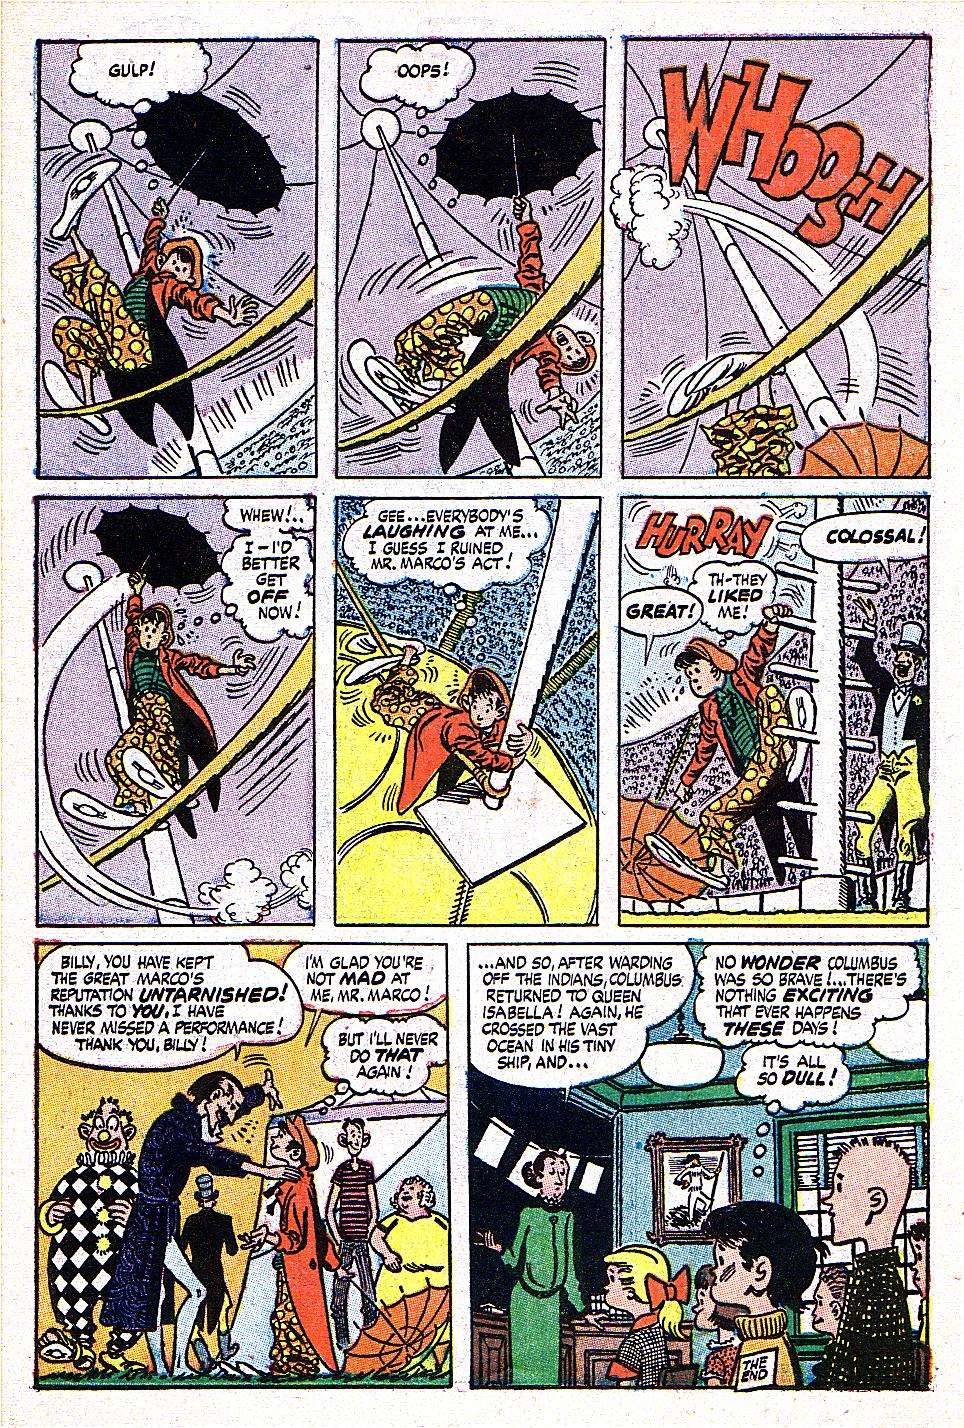 GULP!
OOPS!
WHOOSH
WHEW!...
I-I'D
BETTER
GET
OFF
NOW!
GEE...EVERYBODY'S
LAUGHING AT ME...
I GUESS I RUINED
MR. MARCO'S ACT!
HURRAY
COLOSSAL!
GREAT!
TH-THEY
LIKED
ME!
BILLY, YOU HAVE KEPT
THE GREAT MARCO'S
REPUTATION UNTARNISHED!
THANKS TO YOU, I HAVE
NEVER MISSED A PERFORMANCE!
THANK YOU, BILLY!
I'M GLAD YOU'RE
NOT MAD AT
ME, MR. MARCO!
BUT I'LL NEVER
DO THAT
AGAIN!
...AND SO, AFTER WARDING
OFF THE INDIANS, COLUMBUS
RETURNED TO QUEEN
ISABELLA! AGAIN, HE
CROSSED THE VAST
OCEAN IN HIS TINY
SHIP, AND...
NO WONDER COLUMBUS
WAS SO BRAVE!...THERE'S
NOTHING EXCITING
THAT EVER HAPPENS
THESE DAYS!
IT'S ALL
SO DULL!
THE
END